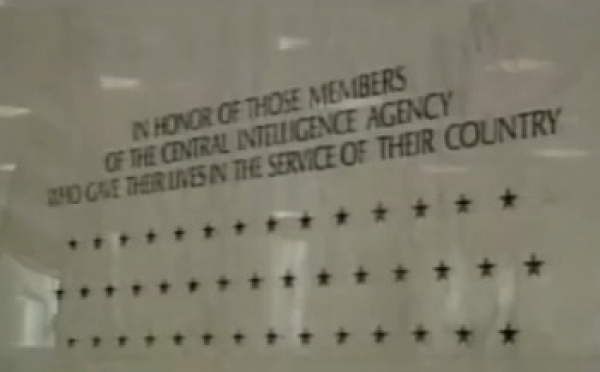 IN HONOR OF THOSE MEMBERS
OF THE CENTRAL INTELLIGENCE AGENCY
WHO GAVE THEIR LIVES IN THE SERVICE OF THEIR COUNTRY